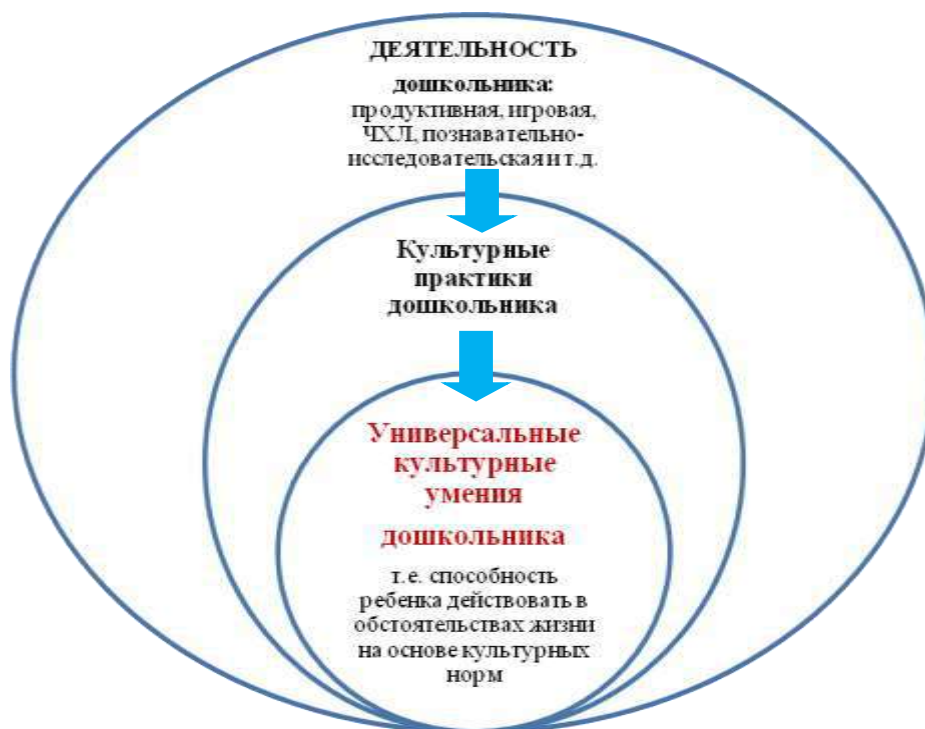 ДЕЯТЕЛЬНОСТЬ
дошкольника:
продуктивная, игровая,
ЧХЛ, познавательно-
исследовательская и т.д.
Культурные
практики
дошкольника
Универсальные
культурные
умения
дошкольника
т.е. способность
ребенка действовать в
обстоятельствах жизни
на основе культурных
норм